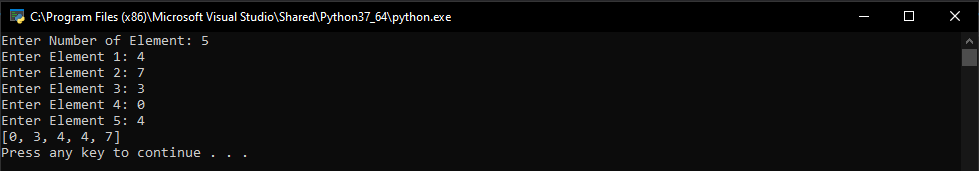 C:\Program Files (x86)\Microsoft Visual Studio\Shared\Python37_64\python.exe
Enter Number of Element: 5
Enter Element 1: 4
Enter Element 2: 7
Enter Element 3: 3
Enter Element 4: 0
Enter Element 5: 4
[0, 3, 4, 4, 7]
Press any key to continue . . .